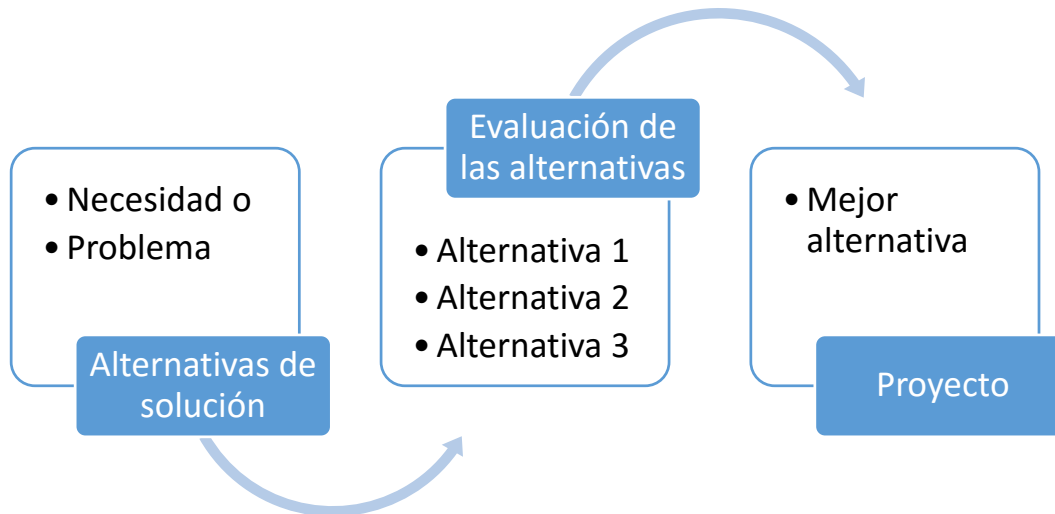 • Necesidad o
• Problema
Alternativas de
solución
Evaluación de
las alternativas
• Alternativa 1
• Alternativa 2
• Alternativa 3
• Mejor
alternativa
Proyecto